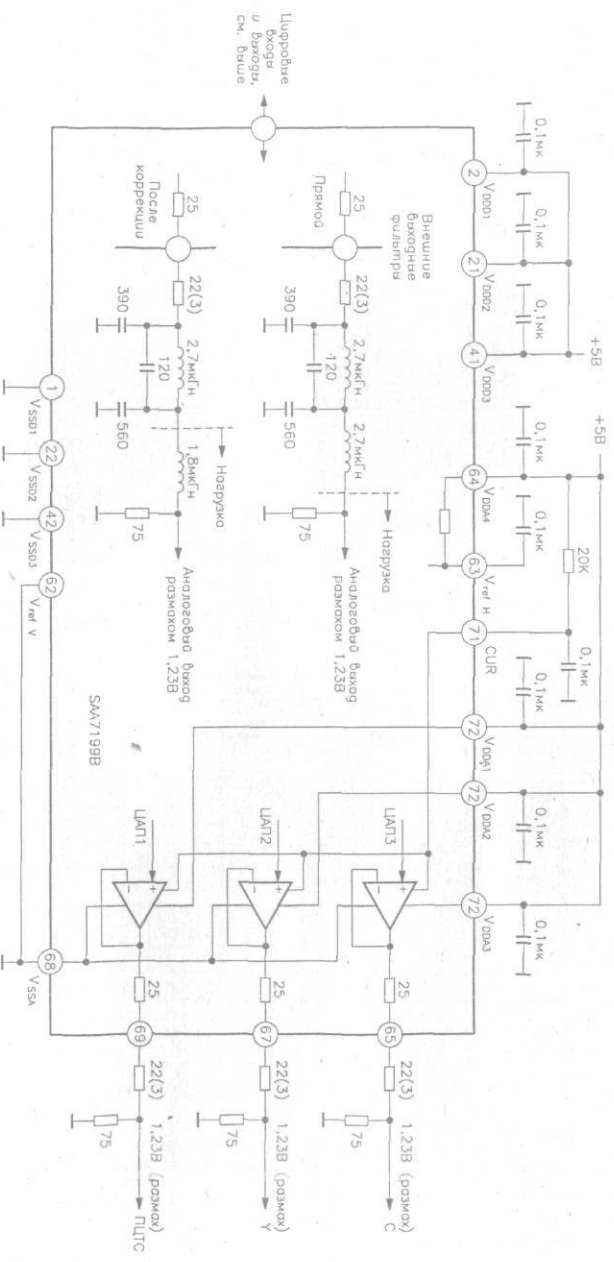 Цифровые
входы
и выходы,
см. выше
0,1мк
0,1мк
0,1мк
+5В
0,1мк
0,1мк
20К
+5В
0,1мк
0,1мк
0,1мк
0,1мк
2
VDDD1
21
VDDD2
41
VDDD3
64
VDDA4
63
Vref H
71
CUR
72
VDDA1
72
VDDA2
72
VDDA3
Внешние
выходные
фильтры
Прямой
25
22(3)
390
2,7мкГн
120
560
2,7мкГн
Нагрузка
75
Аналоговый выход
размахом 1,23В
После
коррекции
25
22(3)
390
2,7мкГн
120
560
1,8мкГн
Нагрузка
75
Аналоговый выход
размахом 1,23В
SAA7199B
ЦАП3
+
−
25
65
22(3)
75
1,23В (размах)
С
ЦАП2
+
−
25
67
22(3)
75
1,23В (размах)
Y
ЦАП1
+
−
25
69
22(3)
75
1,23В (размах)
ПЦТС
1
VSSD1
22
VSSD2
42
VSSD3
62
Vref V
68
VSSA